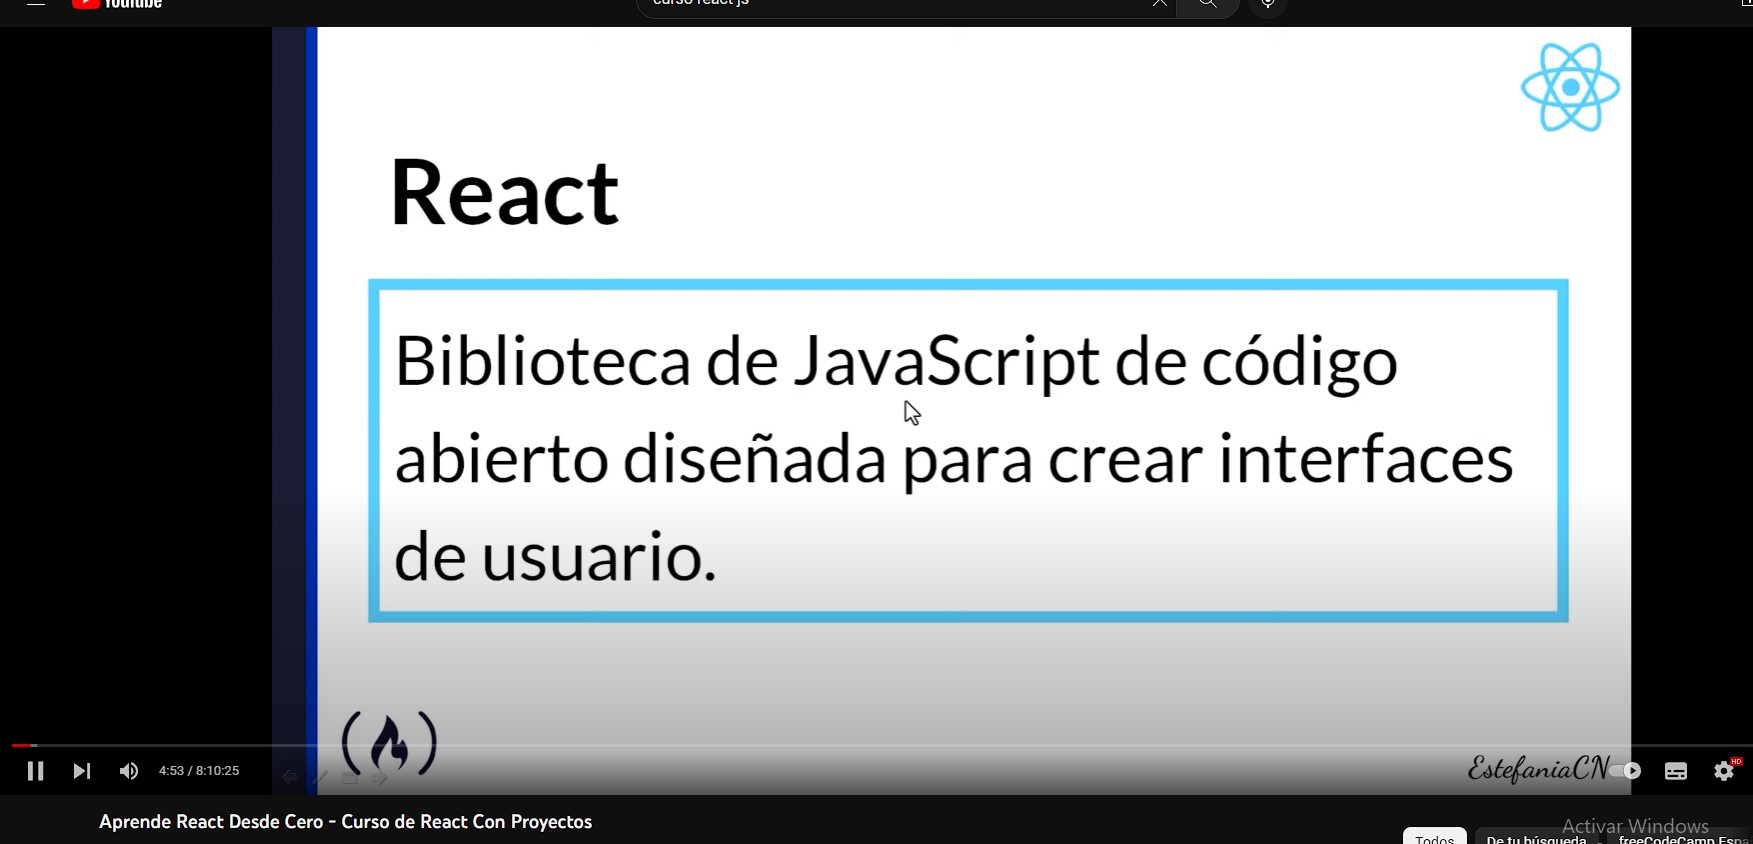 YouTube
curso react js
React
Biblioteca de JavaScript de código
abierto diseñada para crear interfaces
de usuario.
4:53 / 8:10:25
EstefaniaCN
HD
Aprende React Desde Cero - Curso de React Con Proyectos
Activar Windows
Todos
De tu búsqueda
freeCodeCamp Espa